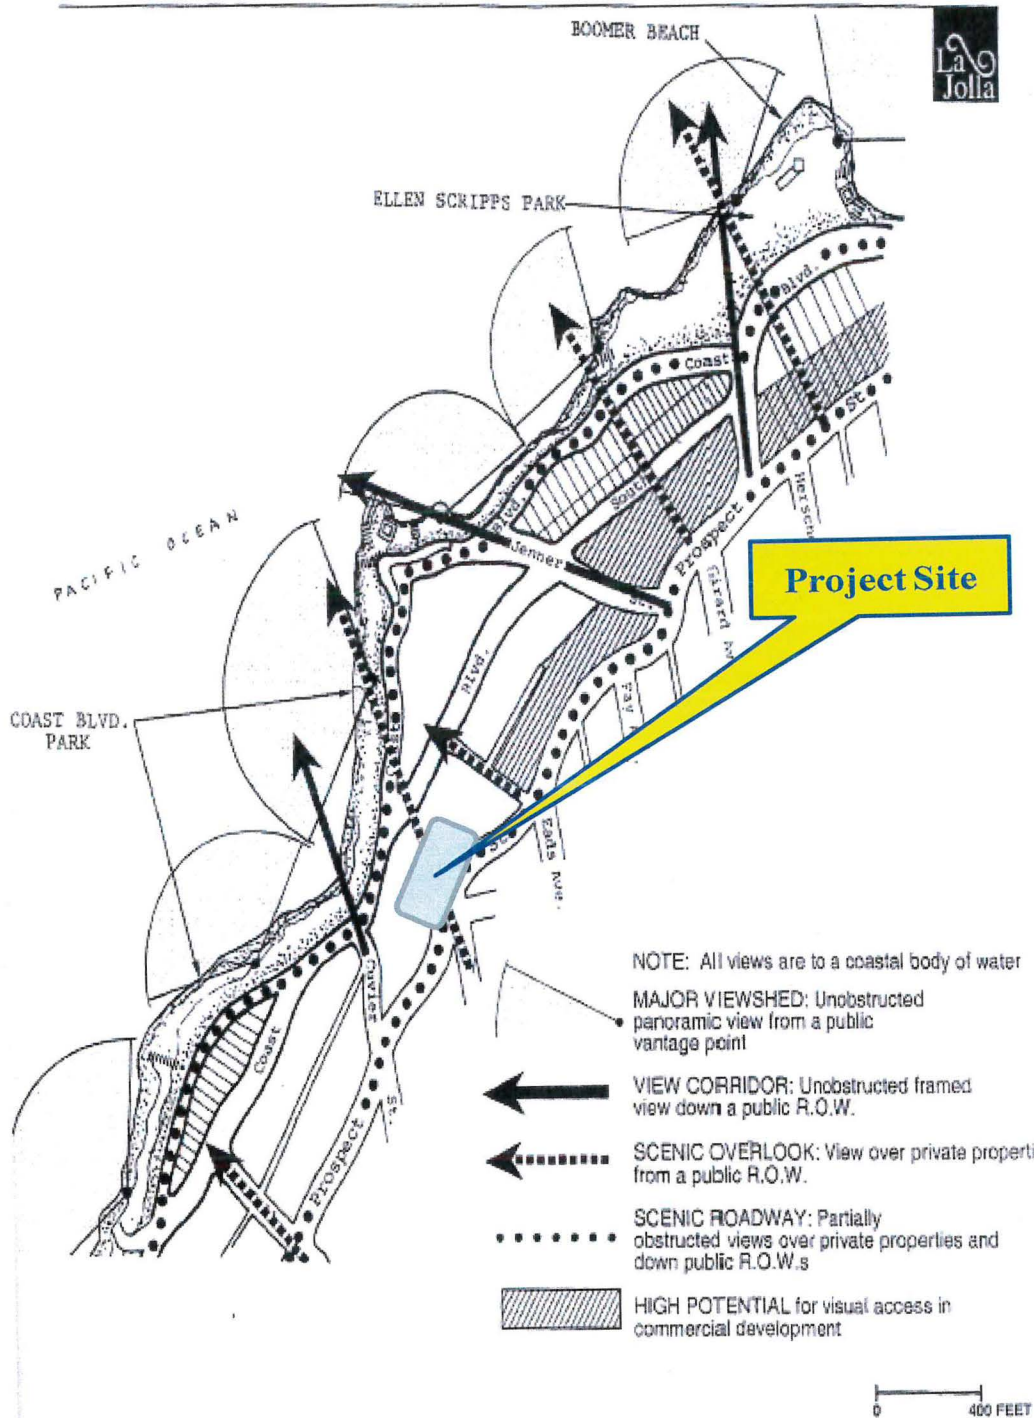 BOOMER BEACH
La
Jolla
ELLEN SCRIPPS PARK
Blvd.
Coast
St
South
Blvd.
Jenner
Prospect
Girard
PACIFIC OCEAN
Project Site
Blvd.
Fay
COAST BLVD.
PARK
Eads Ave.
Cuvier
St.
Coast
Prospect
NOTE: All views are to a coastal body of water
MAJOR VIEWSHED: Unobstructed
panoramic view from a public
vantage point
VIEW CORRIDOR: Unobstructed framed
view down a public R.O.W.
SCENIC OVERLOOK: View over private properti
from a public R.O.W.
SCENIC ROADWAY: Partially
obstructed views over private properties and
down public R.O.W.s
HIGH POTENTIAL for visual access in
commercial development
0 400 FEET